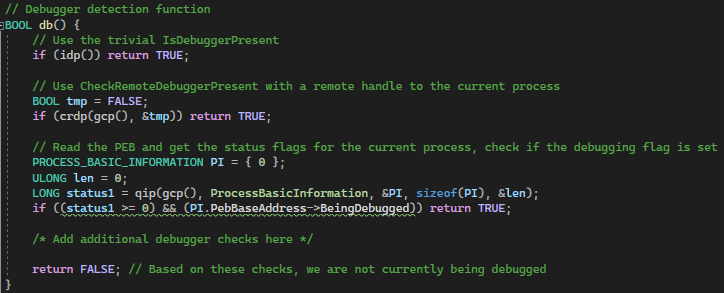 // Debugger detection function
BOOL db() {
// Use the trivial IsDebuggerPresent
if (idp()) return TRUE;
// Use CheckRemoteDebuggerPresent with a remote handle to the current process
BOOL tmp = FALSE;
if (crdp(gcp(), &tmp)) return TRUE;
// Read the PEB and get the status flags for the current process, check if the debugging flag is set
PROCESS_BASIC_INFORMATION PI = { 0 };
ULONG len = 0;
LONG status1 = qip(gcp(), ProcessBasicInformation, &PI, sizeof(PI), &len);
if ((status1 >= 0) && (PI.PebBaseAddress->BeingDebugged)) return TRUE;
/* Add additional debugger checks here */
return FALSE; // Based on these checks, we are not currently being debugged
}